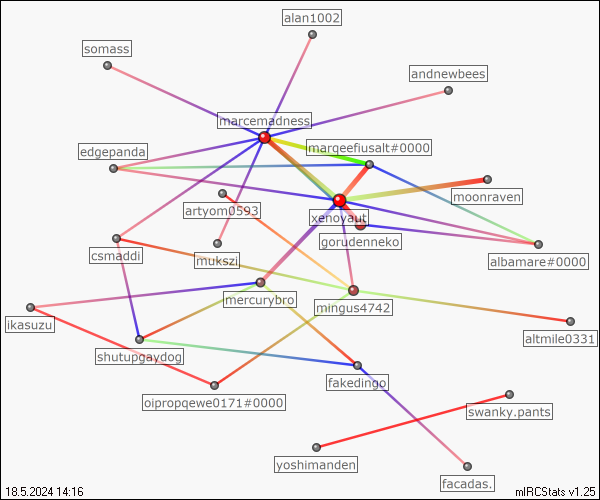 alan1002
somass
andnewbees
marcemadness
marqeefiusalt#0000
edgepanda
moonraven
artyom0593
xenoyaut
gorudenneko
csmaddi
mukszi
albamare#0000
mercurybro
mingus4742
ikasuzu
altmile0331
shutupgaydog
fakedingo
oipropqewe0171#0000
swanky.pants
yoshimanden
facadas.
18.5.2024 14:16
mIRCStats v1.25